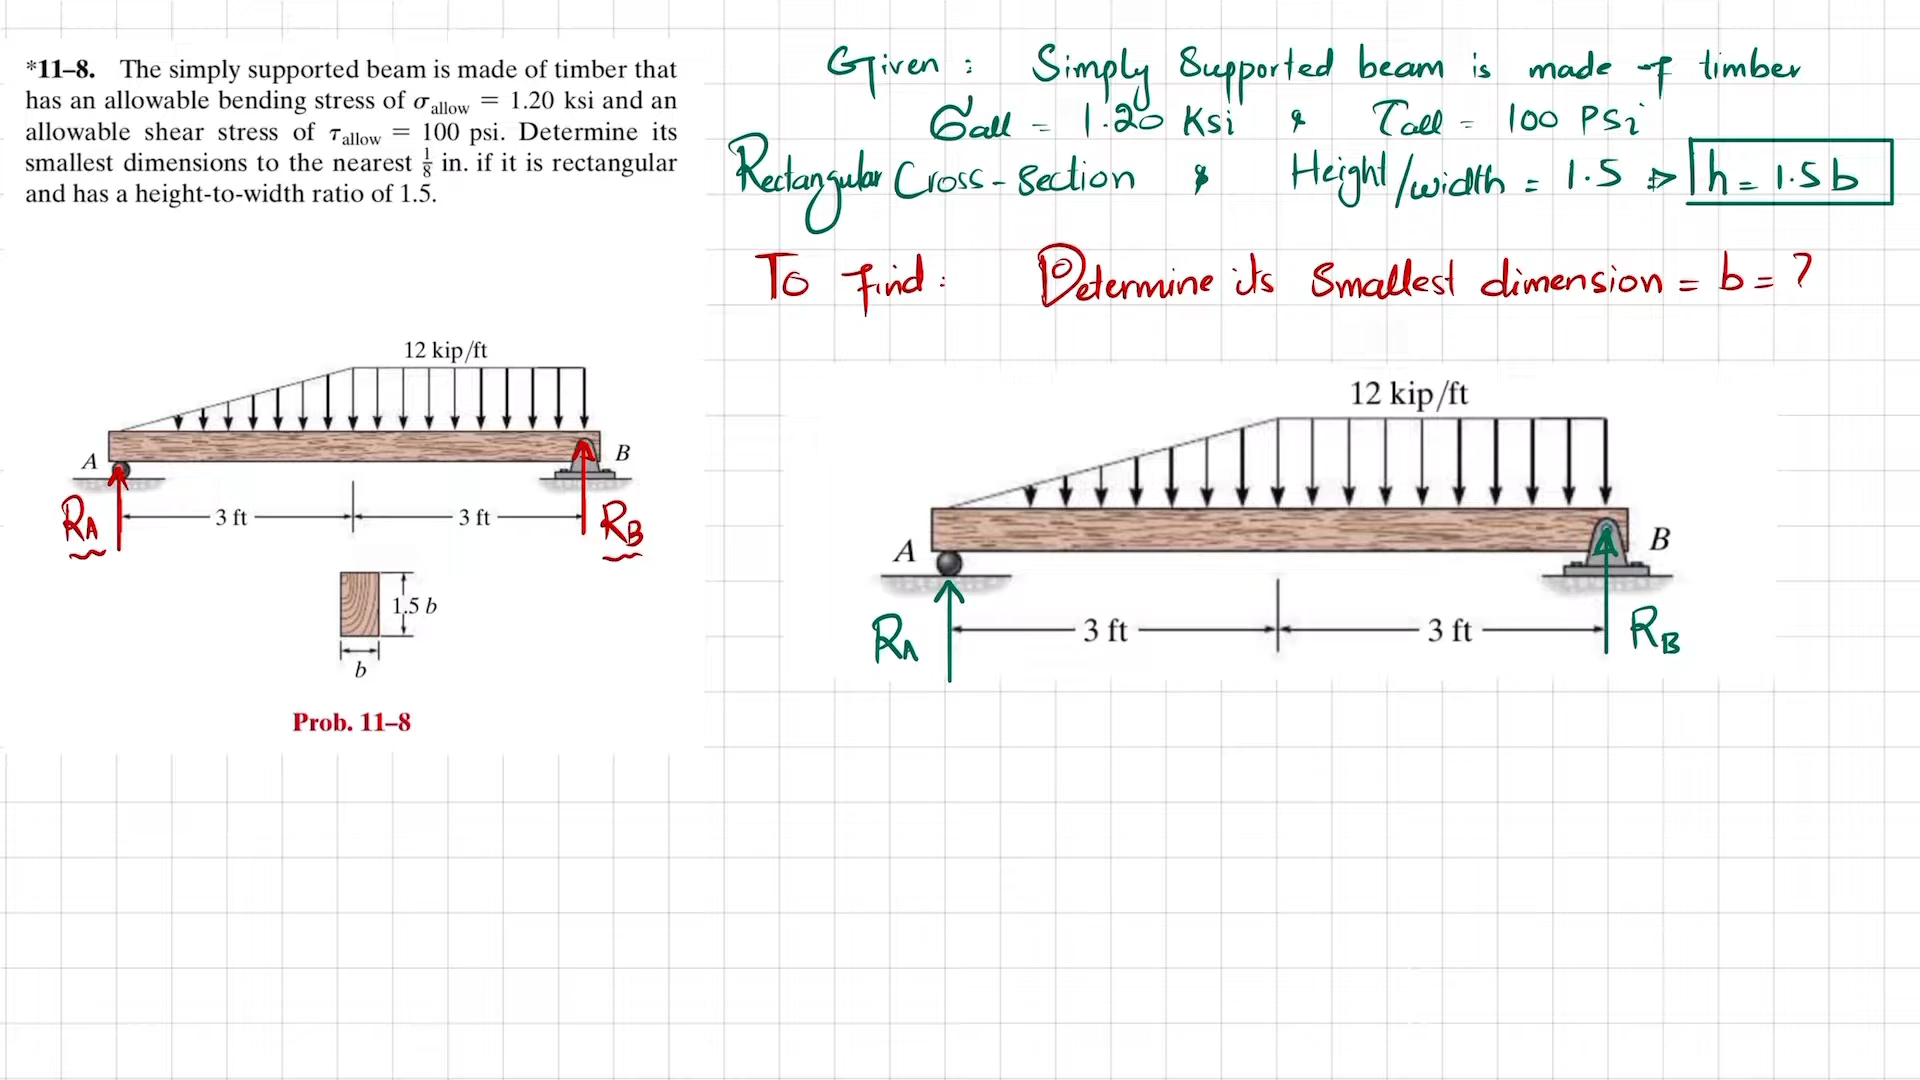 *11–8. The simply supported beam is made of timber that
has an allowable bending stress of σallow = 1.20 ksi and an
allowable shear stress of τallow = 100 psi. Determine its
smallest dimensions to the nearest 1/8 in. if it is rectangular
and has a height-to-width ratio of 1.5.
12 kip/ft
A
B
RA
3 ft
3 ft
RB
1.5 b
b
Prob. 11–8
Given : Simply Supported beam is made of timber
σall = 1.20 Ksi & τall = 100 PSi
Rectangular Cross-Section & Height/width = 1.5 ⇒ h = 1.5b
To find : Determine its Smallest dimension = b = ?
12 kip/ft
A
B
RA
3 ft
3 ft
RB